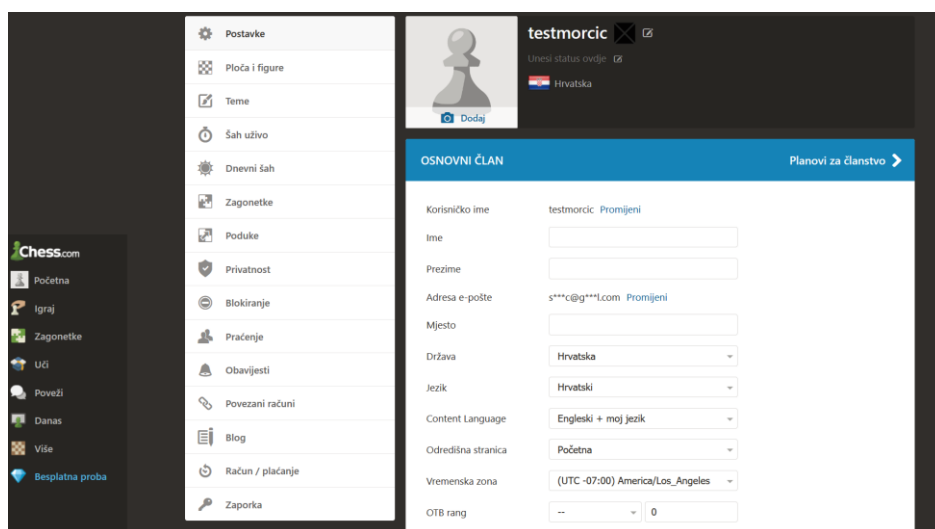 Chess.com
Početna
Igraj
Zagonetke
Uči
Poveži
Danas
Više
Besplatna proba
Postavke
Ploča i figure
Teme
Šah uživo
Dnevni šah
Zagonetke
Poduke
Privatnost
Blokiranje
Praćenje
Obavijesti
Povezani računi
Blog
Račun / plaćanje
Zaporka
Dodaj
testmorcic
Unesi status ovdje
Hrvatska
OSNOVNI ČLAN Planovi za članstvo
Korisničko ime testmorcic Promijeni
Ime
Prezime
Adresa e-pošte s***c@g***l.com Promijeni
Mjesto
Država Hrvatska
Jezik Hrvatski
Content Language Engleski + moj jezik
Odredišna stranica Početna
Vremenska zona (UTC -07:00) America/Los_Angeles
OTB rang -- 0